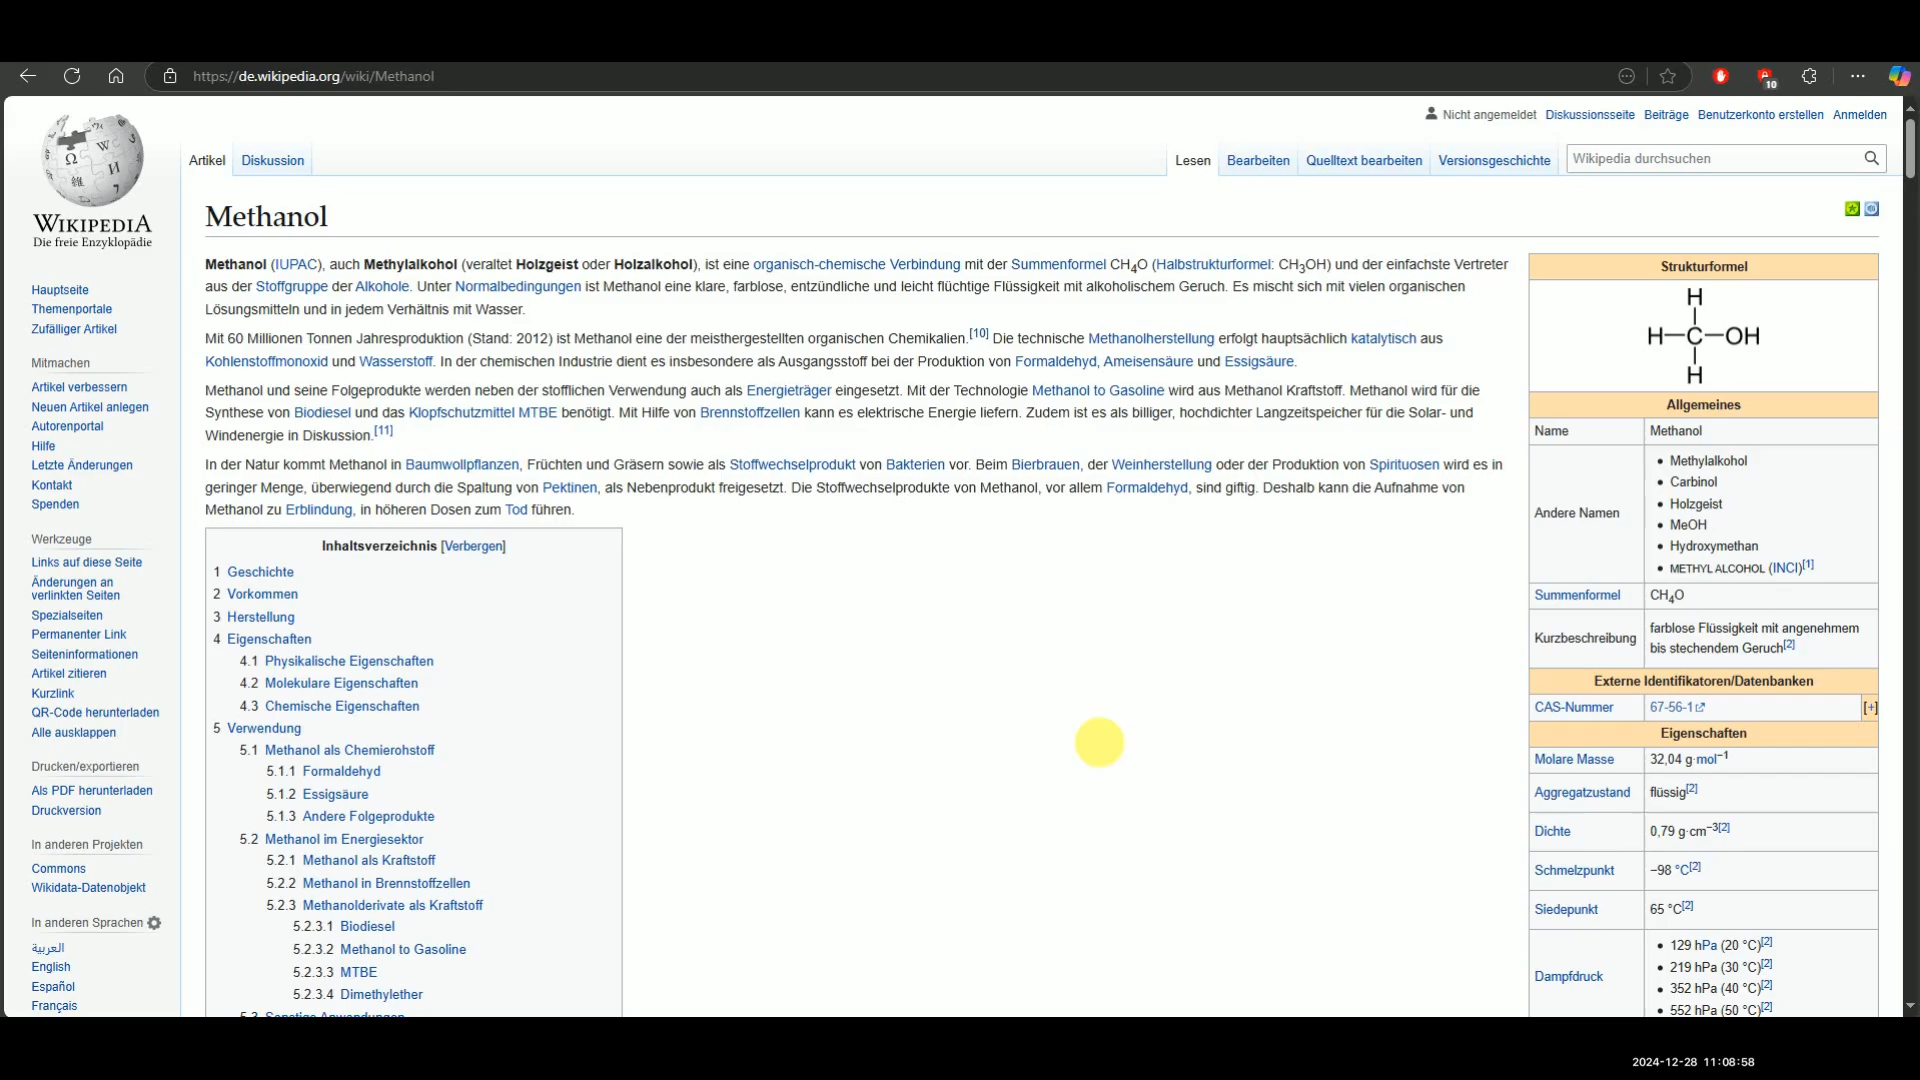 https://de.wikipedia.org/wiki/Methanol
10
Nicht angemeldet Diskussionsseite Beiträge Benutzerkonto erstellen Anmelden
Artikel Diskussion Lesen Bearbeiten Quelltext bearbeiten Versionsgeschichte Wikipedia durchsuchen
WIKIPEDIA
Die freie Enzyklopädie
Hauptseite
Themenportale
Zufälliger Artikel
Mitmachen
Artikel verbessern
Neuen Artikel anlegen
Autorenportal
Hilfe
Letzte Änderungen
Kontakt
Spenden
Werkzeuge
Links auf diese Seite
Änderungen an
verlinkten Seiten
Spezialseiten
Permanenter Link
Seiteninformationen
Artikel zitieren
Kurzlink
QR-Code herunterladen
Alle ausklappen
Drucken/exportieren
Als PDF herunterladen
Druckversion
In anderen Projekten
Commons
Wikidata-Datenobjekt
In anderen Sprachen
العربية
English
Español
Français
Methanol
Methanol (IUPAC), auch Methylalkohol (veraltet Holzgeist oder Holzalkohol), ist eine organisch-chemische Verbindung mit der Summenformel CH₄O (Halbstrukturformel: CH₃OH) und der einfachste Vertreter
aus der Stoffgruppe der Alkohole. Unter Normalbedingungen ist Methanol eine klare, farblose, entzündliche und leicht flüchtige Flüssigkeit mit alkoholischem Geruch. Es mischt sich mit vielen organischen
Lösungsmitteln und in jedem Verhältnis mit Wasser.
Mit 60 Millionen Tonnen Jahresproduktion (Stand: 2012) ist Methanol eine der meisthergestellten organischen Chemikalien.[10] Die technische Methanolherstellung erfolgt hauptsächlich katalytisch aus
Kohlenstoffmonoxid und Wasserstoff. In der chemischen Industrie dient es insbesondere als Ausgangsstoff bei der Produktion von Formaldehyd, Ameisensäure und Essigsäure.
Methanol und seine Folgeprodukte werden neben der stofflichen Verwendung auch als Energieträger eingesetzt. Mit der Technologie Methanol to Gasoline wird aus Methanol Kraftstoff. Methanol wird für die
Synthese von Biodiesel und das Klopfschutzmittel MTBE benötigt. Mit Hilfe von Brennstoffzellen kann es elektrische Energie liefern. Zudem ist es als billiger, hochdichter Langzeitspeicher für die Solar- und
Windenergie in Diskussion.[11]
In der Natur kommt Methanol in Baumwollpflanzen, Früchten und Gräsern sowie als Stoffwechselprodukt von Bakterien vor. Beim Bierbrauen, der Weinherstellung oder der Produktion von Spirituosen wird es in
geringer Menge, überwiegend durch die Spaltung von Pektinen, als Nebenprodukt freigesetzt. Die Stoffwechselprodukte von Methanol, vor allem Formaldehyd, sind giftig. Deshalb kann die Aufnahme von
Methanol zu Erblindung, in höheren Dosen zum Tod führen.
Inhaltsverzeichnis [Verbergen]
1 Geschichte
2 Vorkommen
3 Herstellung
4 Eigenschaften
4.1 Physikalische Eigenschaften
4.2 Molekulare Eigenschaften
4.3 Chemische Eigenschaften
5 Verwendung
5.1 Methanol als Chemierohstoff
5.1.1 Formaldehyd
5.1.2 Essigsäure
5.1.3 Andere Folgeprodukte
5.2 Methanol im Energiesektor
5.2.1 Methanol als Kraftstoff
5.2.2 Methanol in Brennstoffzellen
5.2.3 Methanolderivate als Kraftstoff
5.2.3.1 Biodiesel
5.2.3.2 Methanol to Gasoline
5.2.3.3 MTBE
5.2.3.4 Dimethylether
5.3 Sonstige Anwendungen
Strukturformel
H
H C OH
H
Allgemeines
Name Methanol
Andere Namen
• Methylalkohol
• Carbinol
• Holzgeist
• MeOH
• Hydroxymethan
• METHYL ALCOHOL (INCI)[1]
Summenformel CH₄O
Kurzbeschreibung
farblose Flüssigkeit mit angenehmem
bis stechendem Geruch[2]
Externe Identifikatoren/Datenbanken
CAS-Nummer 67-56-1 [+]
Eigenschaften
Molare Masse 32,04 g·mol⁻¹
Aggregatzustand flüssig[2]
Dichte 0,79 g·cm⁻³[2]
Schmelzpunkt −98 °C[2]
Siedepunkt 65 °C[2]
Dampfdruck
• 129 hPa (20 °C)[2]
• 219 hPa (30 °C)[2]
• 352 hPa (40 °C)[2]
• 552 hPa (50 °C)[2]
2024-12-28 11:08:58